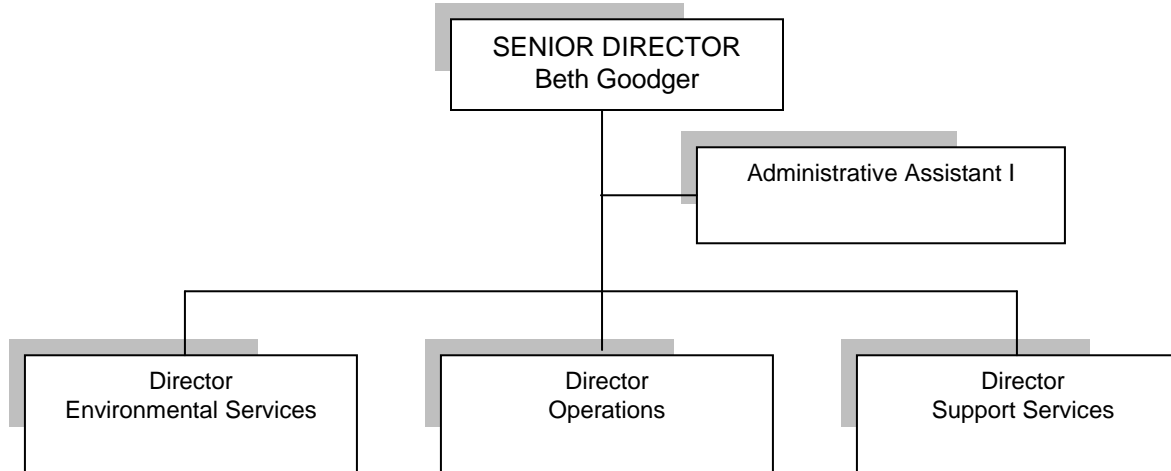 SENIOR DIRECTOR
Beth Goodger
Administrative Assistant I
Director
Environmental Services
Director
Operations
Director
Support Services